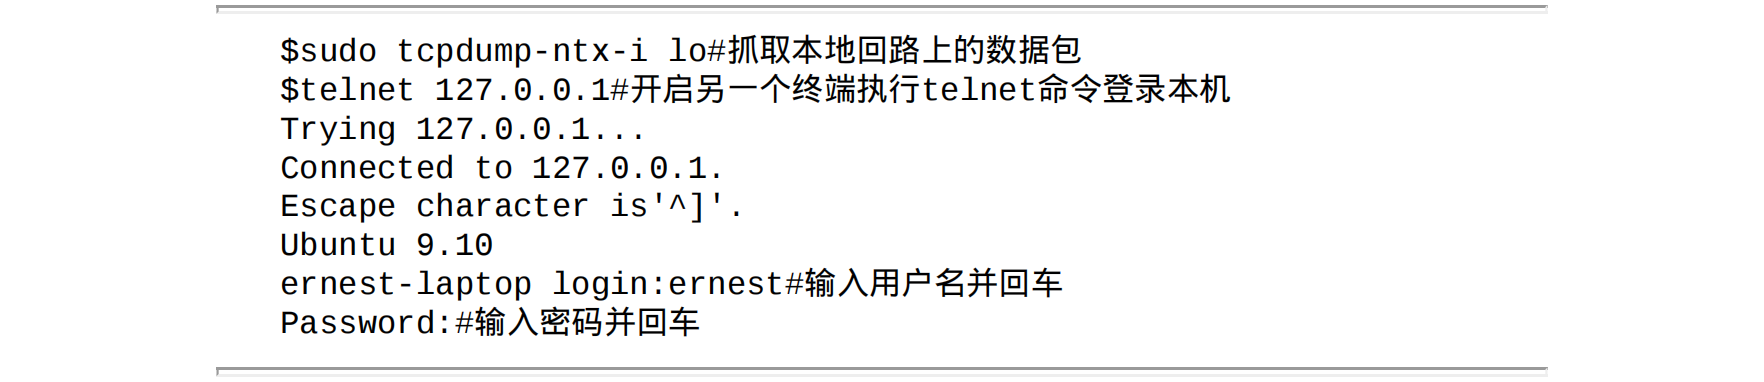 $sudo tcpdump-ntx-i lo#抓取本地回路上的数据包
$telnet 127.0.0.1#开启另一个终端执行telnet命令登录本机
Trying 127.0.0.1...
Connected to 127.0.0.1.
Escape character is'^]'.
Ubuntu 9.10
ernest-laptop login:ernest#输入用户名并回车
Password:#输入密码并回车